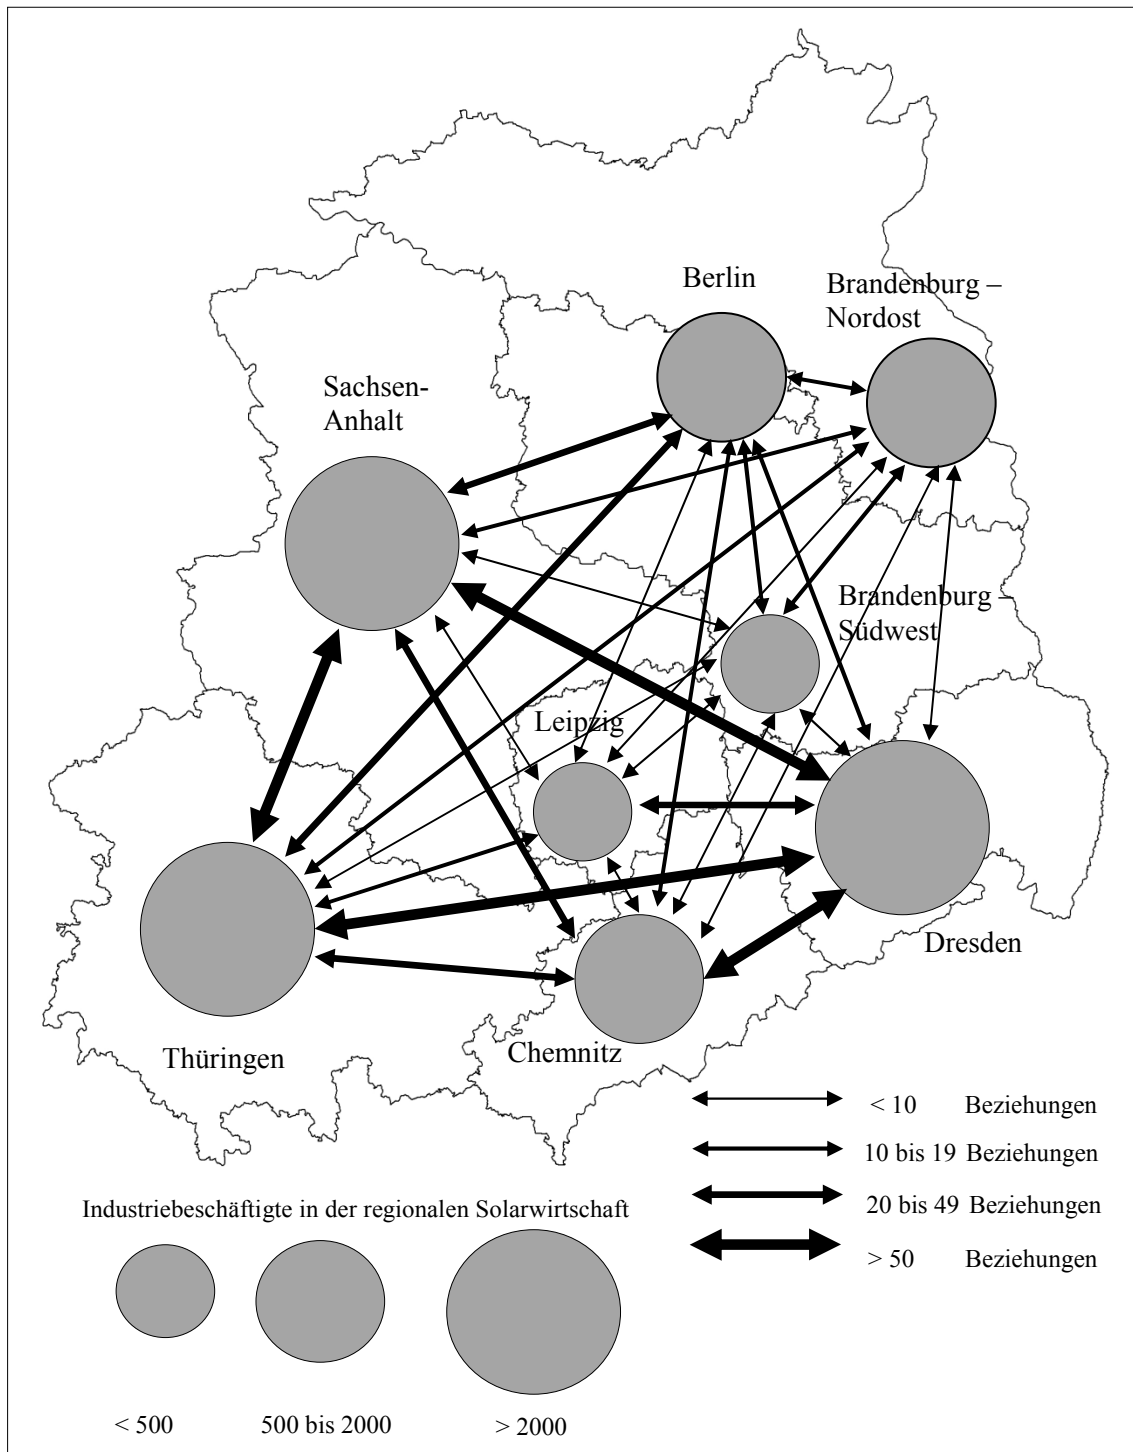 Berlin
Brandenburg –
Nordost
Sachsen-
Anhalt
Brandenburg –
Südwest
Leipzig
Dresden
Thüringen
Chemnitz
< 10 Beziehungen
10 bis 19 Beziehungen
20 bis 49 Beziehungen
> 50 Beziehungen
Industriebeschäftigte in der regionalen Solarwirtschaft
< 500
500 bis 2000
> 2000